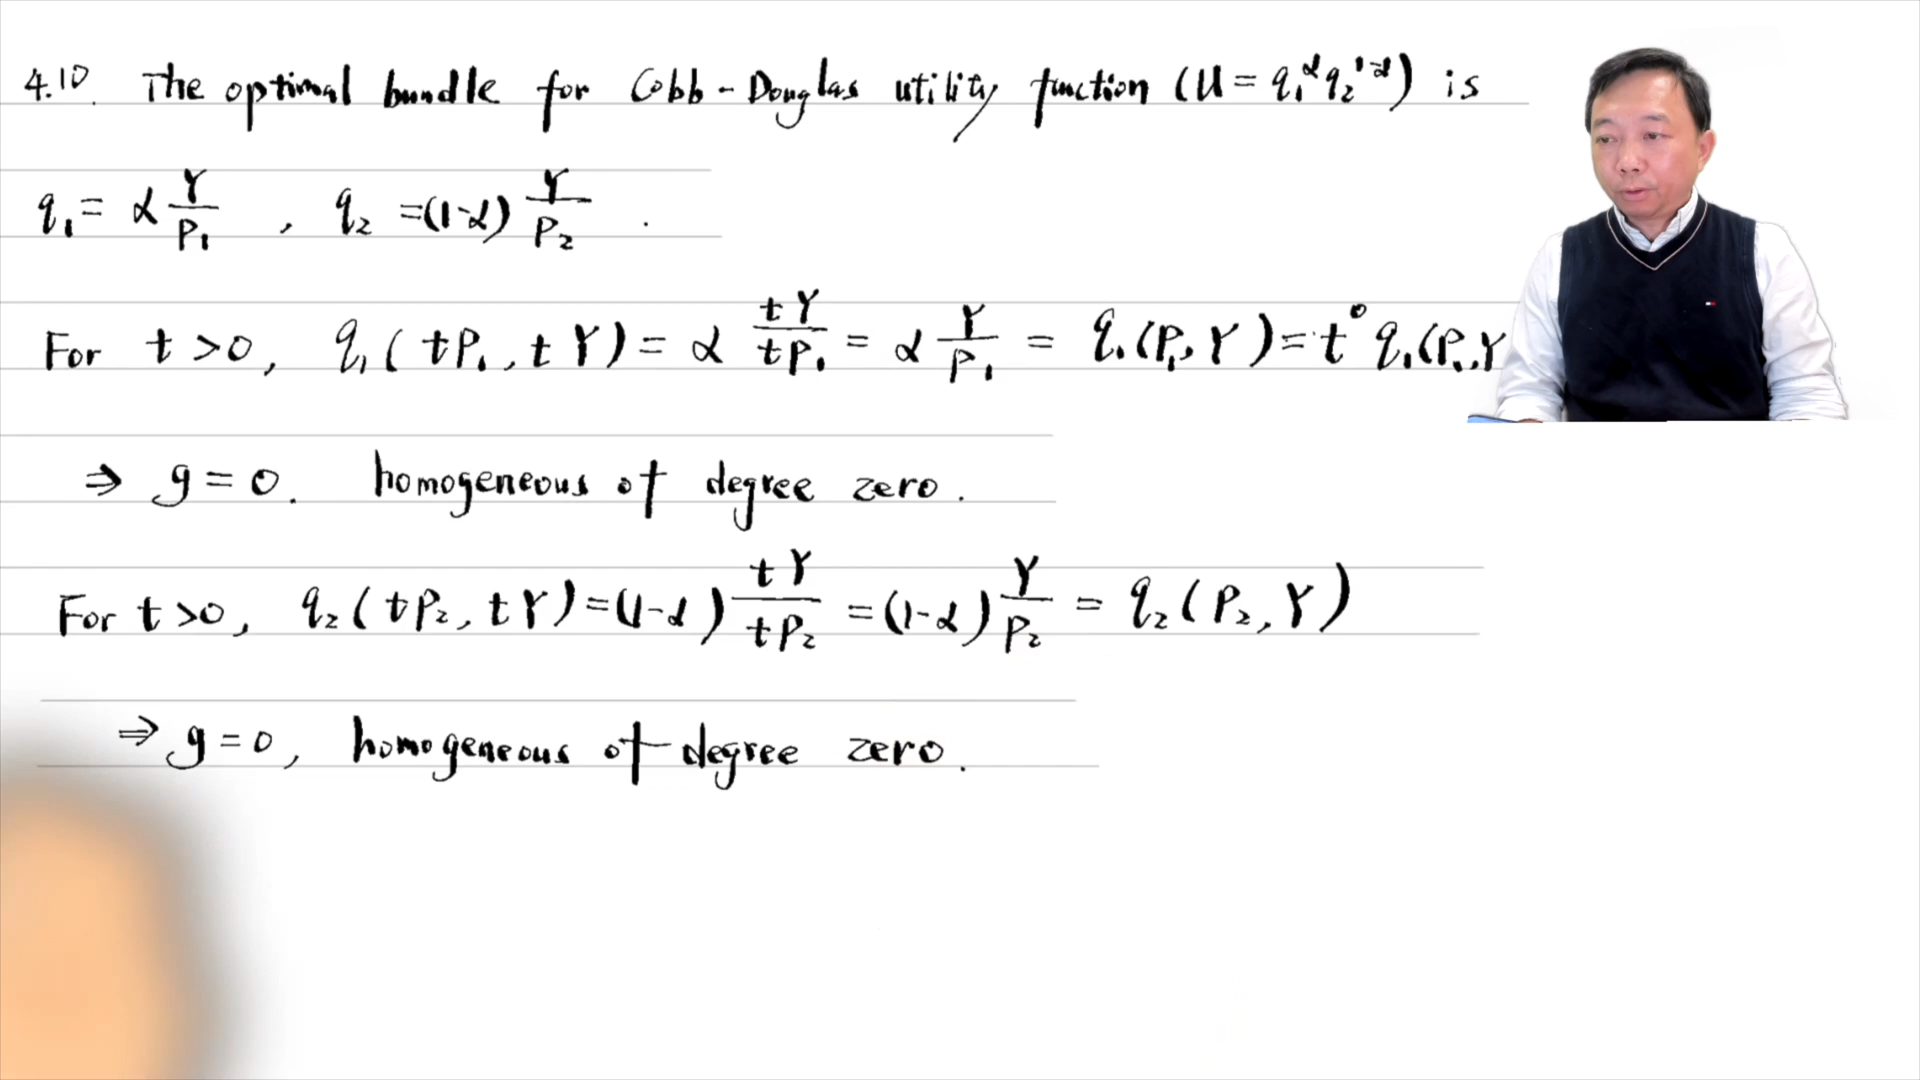 4.10. The optimal bundle for Cobb-Douglas utility function (U = q₁^α q₂^1-α) is
q₁ = α Y/P₁ , q₂ = (1-α) Y/P₂ .
For t > 0, q₁(tP₁, tY) = α tY/tP₁ = α Y/P₁ = q₁(P₁, Y) = t⁰ q₁(P₁, Y
⇒ g = 0. homogeneous of degree zero.
For t > 0, q₂(tP₂, tY) = (1-α) tY/tP₂ = (1-α) Y/P₂ = q₂(P₂, Y)
⇒ g = 0, homogeneous of degree zero.